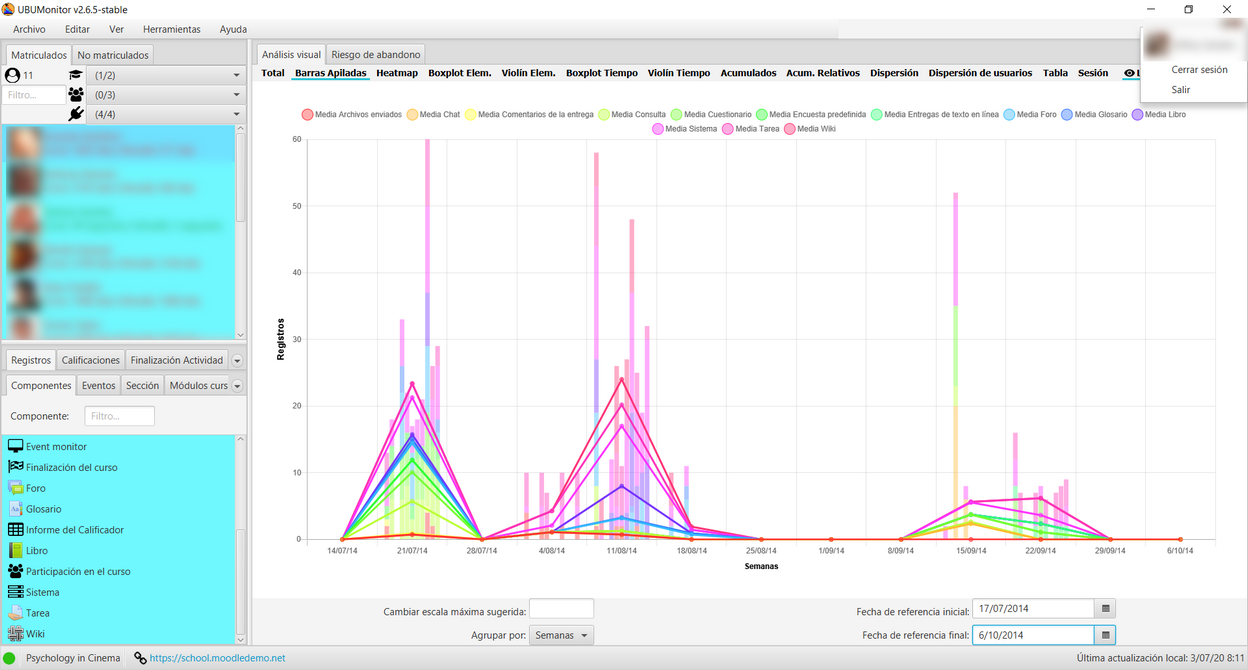 UBUMonitor v2.6.5-stable
Archivo Editar Ver Herramientas Ayuda
Cerrar sesión
Salir
Matriculados No matriculados
11 (1/2)
Filtro... (0/3)
(4/4)
Análisis visual Riesgo de abandono
Total Barras Apiladas Heatmap Boxplot Elem. Violín Elem. Boxplot Tiempo Violín Tiempo Acumulados Acum. Relativos Dispersión Dispersión de usuarios Tabla Sesión
Media Archivos enviados Media Chat Media Comentarios de la entrega Media Consulta Media Cuestionario Media Encuesta predefinida Media Entregas de texto en línea Media Foro Media Glosario Media Libro
Media Sistema Media Tarea Media Wiki
60
50
40
30
20
10
0
Registros
14/07/14 21/07/14 28/07/14 4/08/14 11/08/14 18/08/14 25/08/14 1/09/14 8/09/14 15/09/14 22/09/14 29/09/14 6/10/14
Semanas
Registros Calificaciones Finalización Actividad
Componentes Eventos Sección Módulos curs
Componente: Filtro...
Event monitor
Finalización del curso
Foro
Glosario
Informe del Calificador
Libro
Participación en el curso
Sistema
Tarea
Wiki
Cambiar escala máxima sugerida:
Fecha de referencia inicial: 17/07/2014
Agrupar por: Semanas
Fecha de referencia final: 6/10/2014
Psychology in Cinema https://school.moodledemo.net
Última actualización local: 3/07/20 8:11